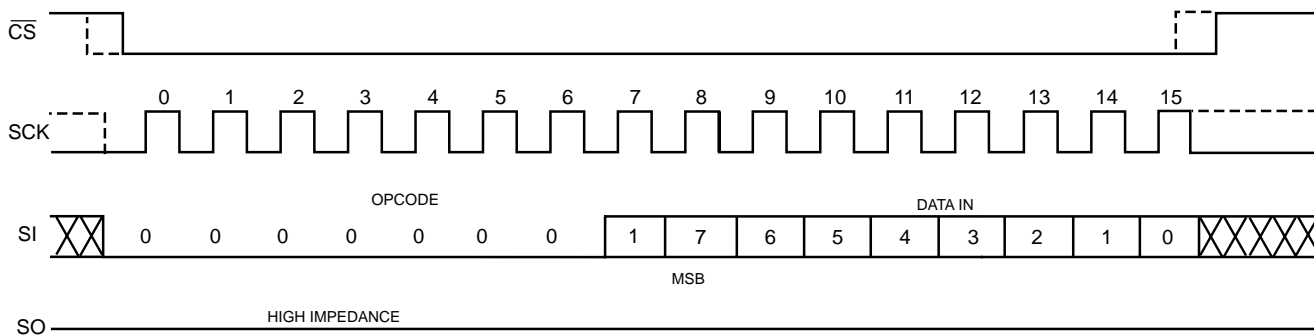 CS
0 1 2 3 4 5 6 7 8 9 10 11 12 13 14 15
SCK
OPCODE DATA IN
SI 0 0 0 0 0 0 0 1 7 6 5 4 3 2 1 0
MSB
HIGH IMPEDANCE
SO